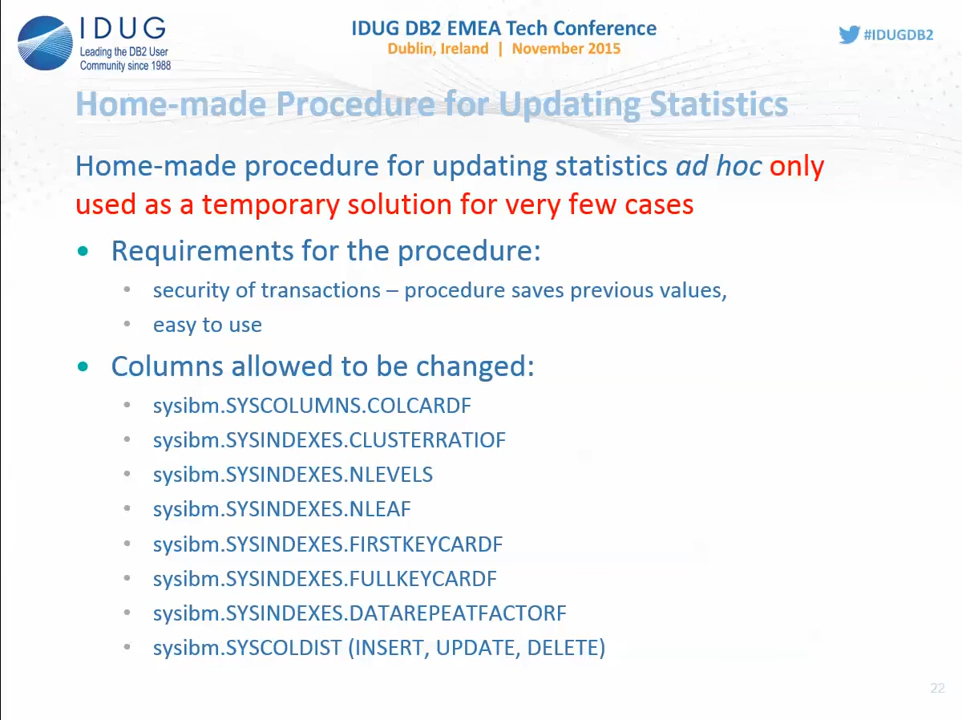 IDUG
Leading the DB2 User
Community since 1988
IDUG DB2 EMEA Tech Conference
Dublin, Ireland | November 2015
#IDUGDB2
Home-made Procedure for Updating Statistics
Home-made procedure for updating statistics ad hoc only
used as a temporary solution for very few cases
• Requirements for the procedure:
• security of transactions – procedure saves previous values,
• easy to use
• Columns allowed to be changed:
• sysibm.SYSCOLUMNS.COLCARDF
• sysibm.SYSINDEXES.CLUSTERRATIOF
• sysibm.SYSINDEXES.NLEVELS
• sysibm.SYSINDEXES.NLEAF
• sysibm.SYSINDEXES.FIRSTKEYCARDF
• sysibm.SYSINDEXES.FULLKEYCARDF
• sysibm.SYSINDEXES.DATAREPEATFACTORF
• sysibm.SYSCOLDIST (INSERT, UPDATE, DELETE)
22